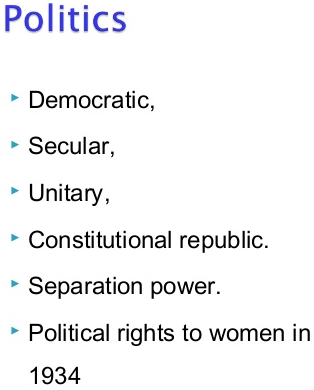 Politics
Democratic,
Secular,
Unitary,
Constitutional republic.
Separation power.
Political rights to women in
1934